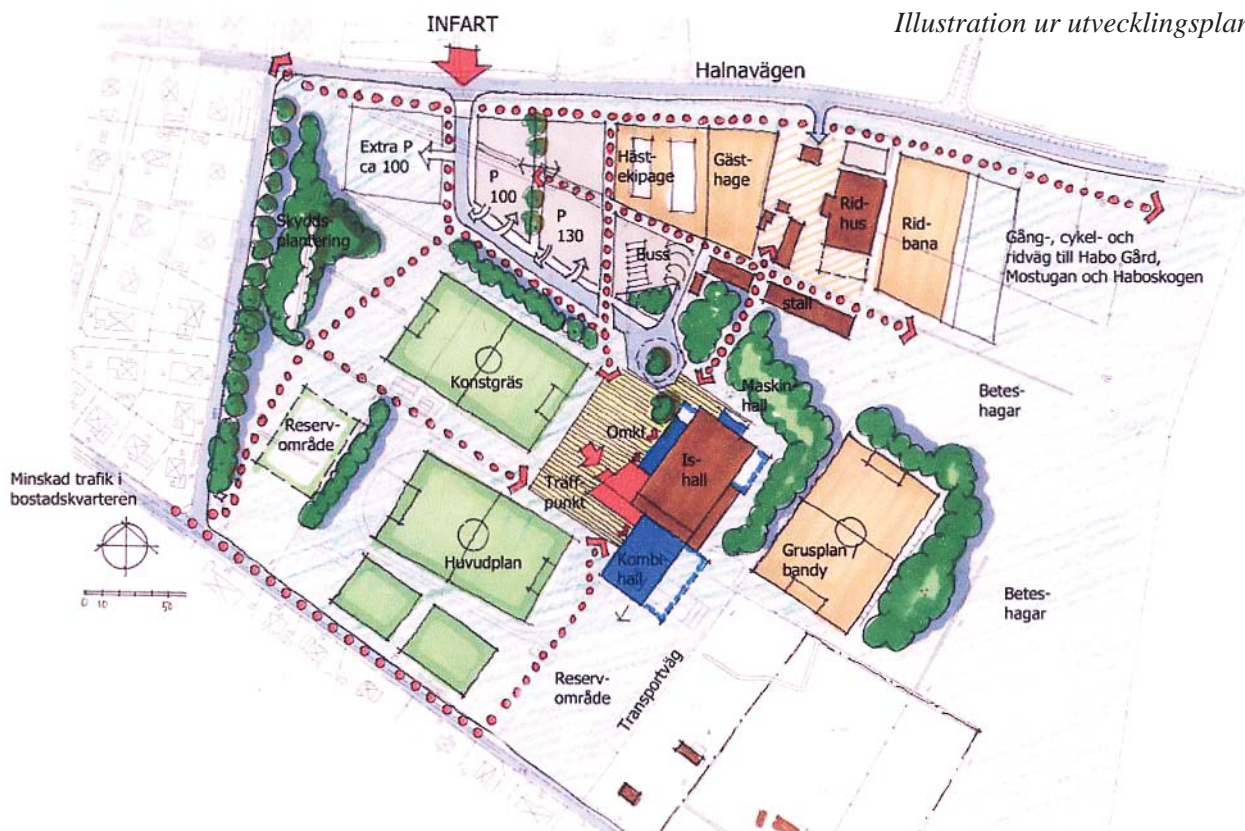 Illustration ur utvecklingsplan
INFART
Halnavägen
Extra P
ca 100
P
100
P
130
Häst-
ekipage
Gäst-
hage
Rid-
hus
Rid-
bana
Gång-, cykel- och
ridväg till Habo Gård,
Mostugan och Haboskogen
Skydds-
plantering
Buss
stall
Konstgräs
Maskin-
hall
Betes-
hagar
Reserv-
område
Omkl.
Is-
hall
Träff-
punkt
Minskad trafik i
bostadskvarteren
Huvudplan
Kombi-
hall
Grusplan
bandy
Betes-
hagar
0 10 50
Reserv-
område
Transportväg